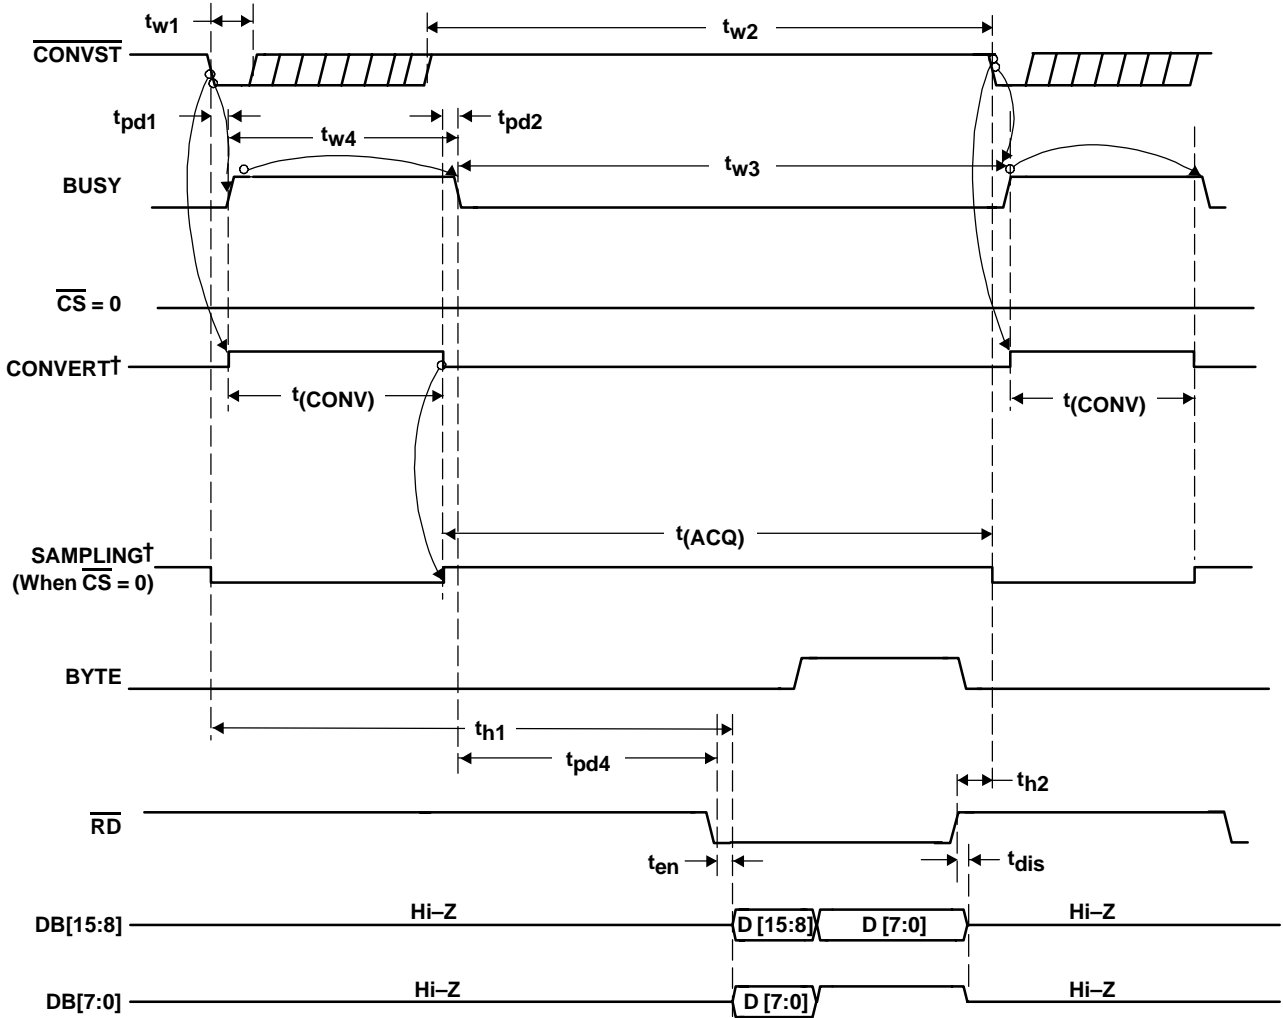 tw1
tw2
CONVST
tpd1
tw4
tpd2
tw3
BUSY
CS = 0
CONVERT†
t(CONV)
t(CONV)
t(ACQ)
SAMPLING†
(When CS = 0)
BYTE
th1
tpd4
th2
RD
ten
tdis
Hi–Z
Hi–Z
DB[15:8]
D [15:8]
D [7:0]
Hi–Z
Hi–Z
DB[7:0]
D [7:0]